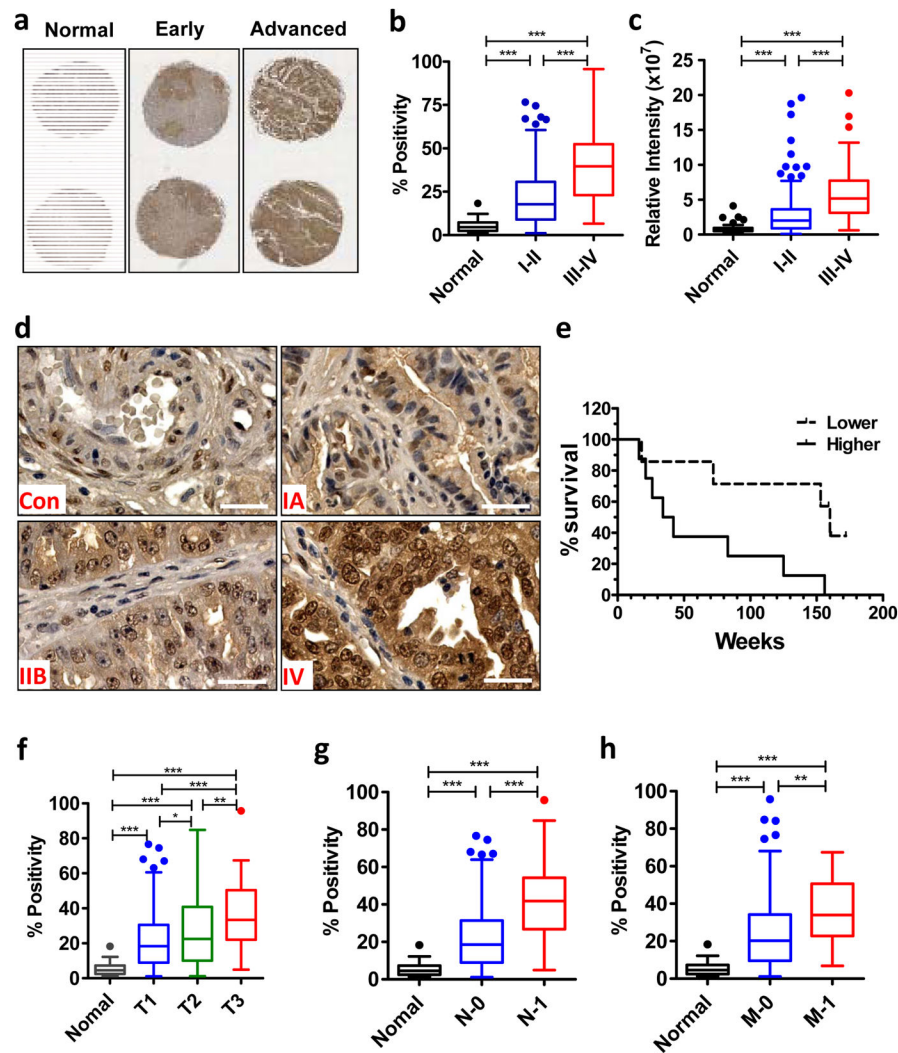 a
Normal
Early
Advanced
b
% Positivity
100
75
50
25
0
***
***
***
Normal
I-II
III-IV
c
Relative Intensity (x10⁷)
25
20
15
10
5
0
***
***
***
Normal
I-II
III-IV
d
Con
IA
IIB
IV
e
%survival
120
100
80
60
40
20
0
0
50
100
150
200
Weeks
Lower
Higher
f
% Positivity
100
80
60
40
20
0
***
***
***
**
***
*
Nomal
T1
T2
T3
g
% Positivity
100
80
60
40
20
0
***
***
***
Normal
N-0
N-1
h
% Positivity
100
80
60
40
20
0
***
***
**
Normal
M-0
M-1